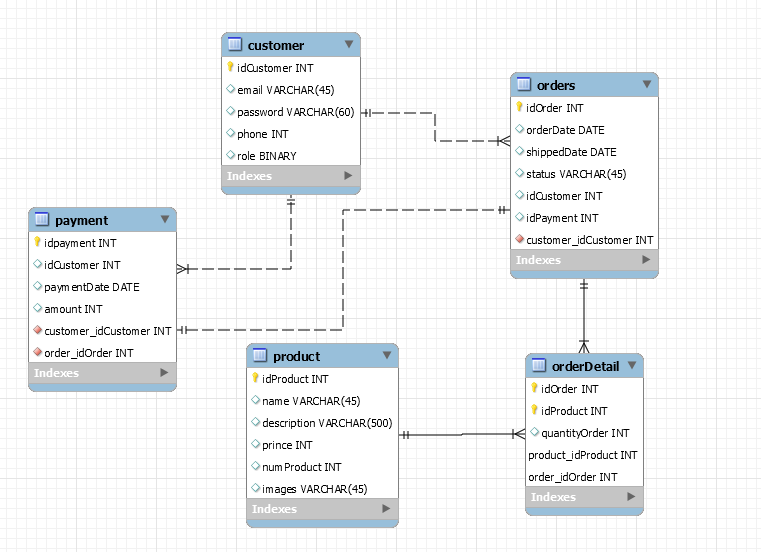 customer
idCustomer INT
email VARCHAR(45)
password VARCHAR(60)
phone INT
role BINARY
Indexes
orders
idOrder INT
orderDate DATE
shippedDate DATE
status VARCHAR(45)
idCustomer INT
idPayment INT
customer_idCustomer INT
Indexes
payment
idpayment INT
idCustomer INT
paymentDate DATE
amount INT
customer_idCustomer INT
order_idOrder INT
Indexes
product
idProduct INT
name VARCHAR(45)
description VARCHAR(500)
prince INT
numProduct INT
images VARCHAR(45)
Indexes
orderDetail
idOrder INT
idProduct INT
quantityOrder INT
product_idProduct INT
order_idOrder INT
Indexes